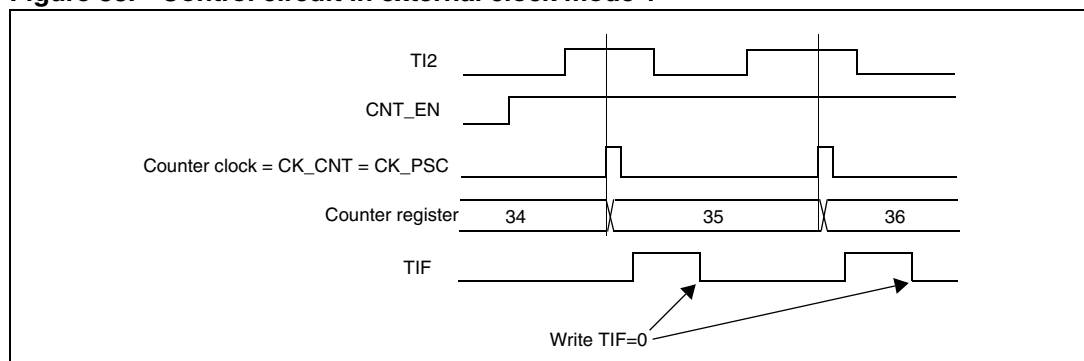 Figure 85. Control circuit in external clock mode 1
TI2
CNT_EN
Counter clock = CK_CNT = CK_PSC
Counter register 34 35 36
TIF
Write TIF=0